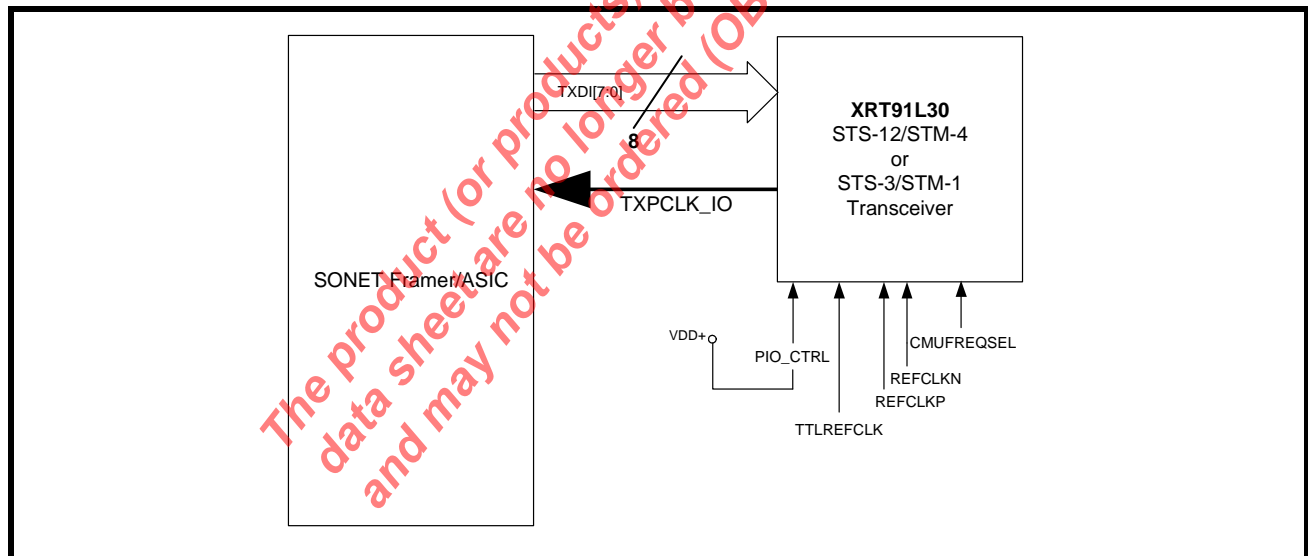 TXDI[7:0]
8
XRT91L30
STS-12/STM-4
or
STS-3/STM-1
Transceiver
TXPCLK_IO
SONET Framer/ASIC
VDD+
PIO_CTRL
CMUFREQSEL
REFCLKN
REFCLKP
TTLREFCLK
The product (or products)
data sheet are no longer b
and may not be ordered (OB